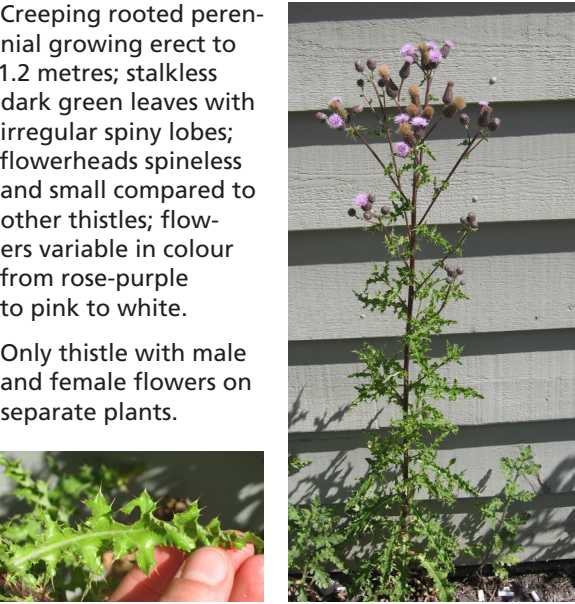 Creeping rooted peren-
nial growing erect to
1.2 metres; stalkless
dark green leaves with
irregular spiny lobes;
flowerheads spineless
and small compared to
other thistles; flow-
ers variable in colour
from rose-purple
to pink to white.
Only thistle with male
and female flowers on
separate plants.